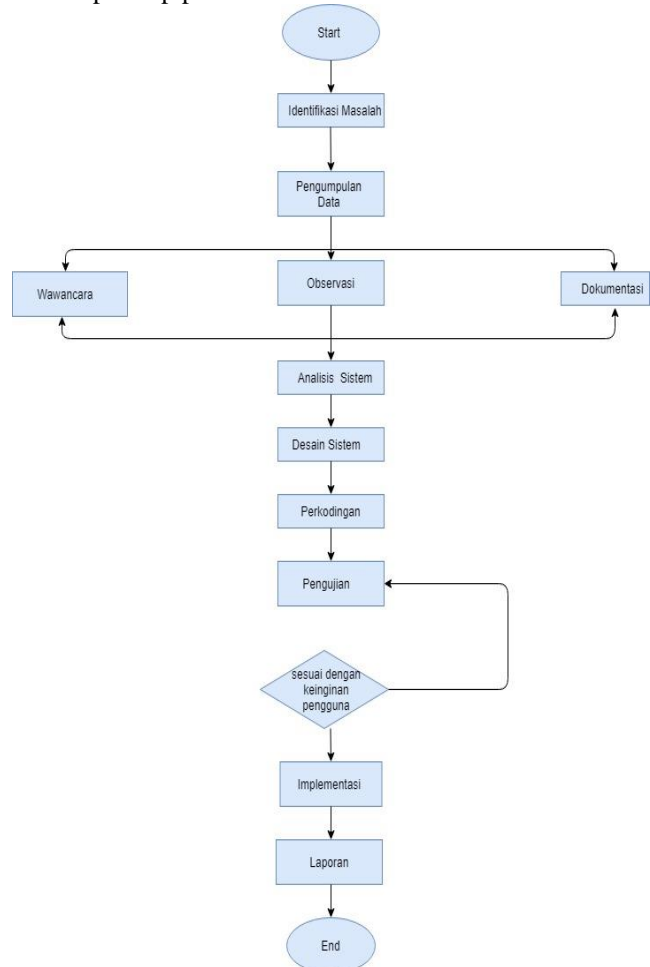 Start
Identifikasi Masalah
Pengumpulan
Data
Wawancara
Observasi
Dokumentasi
Analisis Sistem
Desain Sistem
Perkodingan
Pengujian
sesuai dengan
keinginan
pengguna
Implementasi
Laporan
End